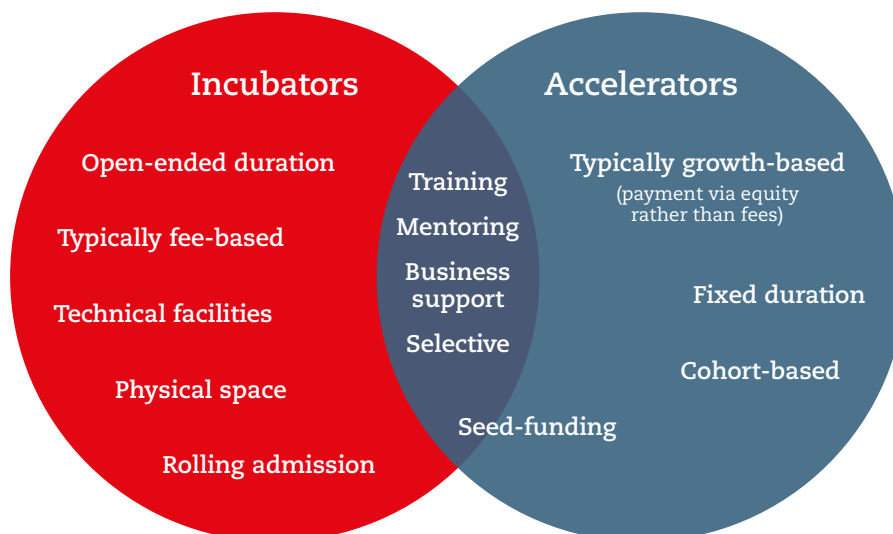 Incubators
Open-ended duration
Typically fee-based
Technical facilities
Physical space
Rolling admission
Training
Mentoring
Business
support
Selective
Seed-funding
Accelerators
Typically growth-based
(payment via equity
rather than fees)
Fixed duration
Cohort-based